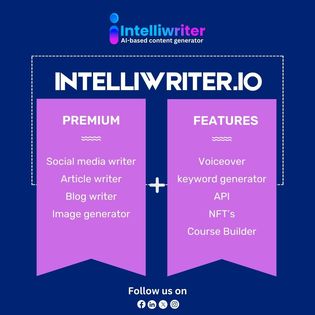 Intelliwriter
AI-based content generator
INTELLIWRITER.IO
PREMIUM
Social media writer
Article writer
Blog writer
Image generator
+
FEATURES
Voiceover
keyword generator
API
NFT's
Course Builder
Follow us on